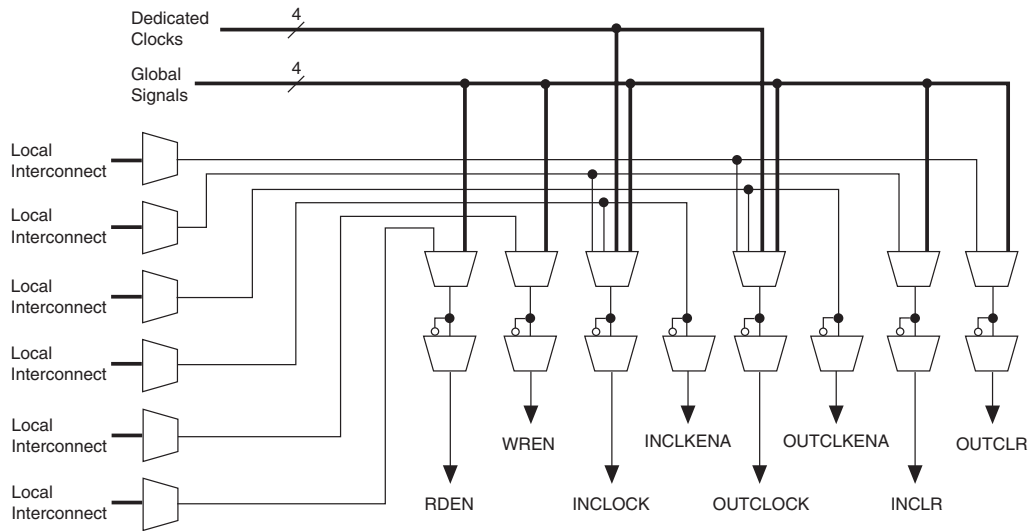 Dedicated
Clocks
4
Global
Signals
4
Local
Interconnect
Local
Interconnect
Local
Interconnect
Local
Interconnect
Local
Interconnect
Local
Interconnect
WREN
INCLKENA
OUTCLKENA
OUTCLR
RDEN
INCLOCK
OUTCLOCK
INCLR